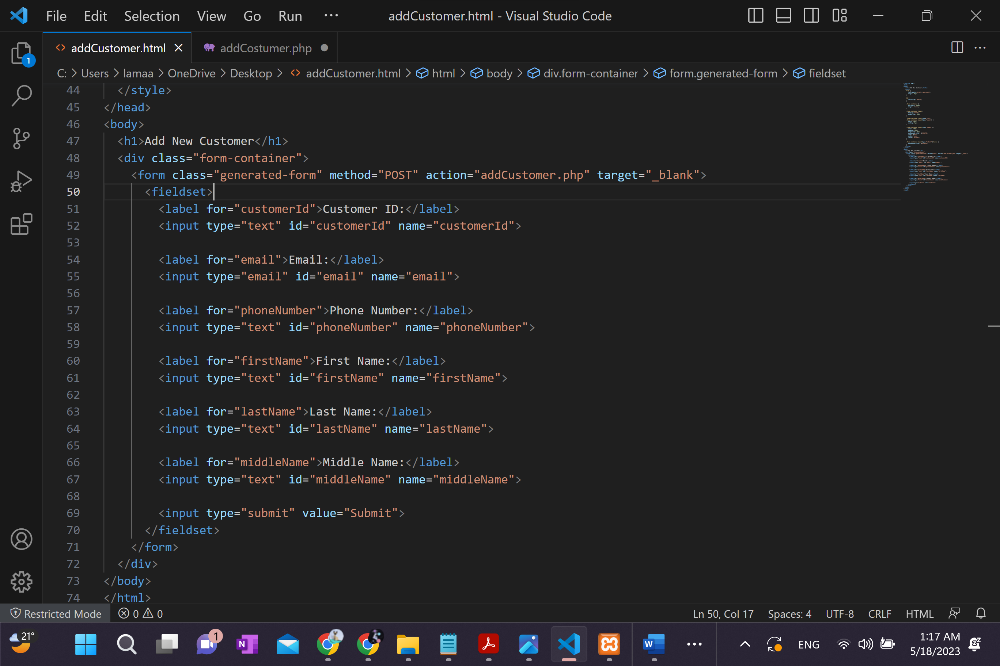 File Edit Selection View Go Run ··· addCustomer.html - Visual Studio Code
addCustomer.html addCostumer.php
C: > Users > lamaa > OneDrive > Desktop > addCustomer.html > html > body > div.form-container > form.generated-form > fieldset
1
44 </style>
45 </head>
46 <body>
47 <h1>Add New Customer</h1>
48 <div class="form-container">
49 <form class="generated-form" method="POST" action="addCustomer.php" target="_blank">
50 <fieldset>
51 <label for="customerId">Customer ID:</label>
52 <input type="text" id="customerId" name="customerId">
53
54 <label for="email">Email:</label>
55 <input type="email" id="email" name="email">
56
57 <label for="phoneNumber">Phone Number:</label>
58 <input type="text" id="phoneNumber" name="phoneNumber">
59
60 <label for="firstName">First Name:</label>
61 <input type="text" id="firstName" name="firstName">
62
63 <label for="lastName">Last Name:</label>
64 <input type="text" id="lastName" name="lastName">
65
66 <label for="middleName">Middle Name:</label>
67 <input type="text" id="middleName" name="middleName">
68
69 <input type="submit" value="Submit">
70 </fieldset>
71 </form>
72 </div>
73 </body>
74 </html>
Restricted Mode 0 0 Ln 50, Col 17 Spaces: 4 UTF-8 CRLF HTML
21° 1 N W ENG 1:17 AM
5/18/2023